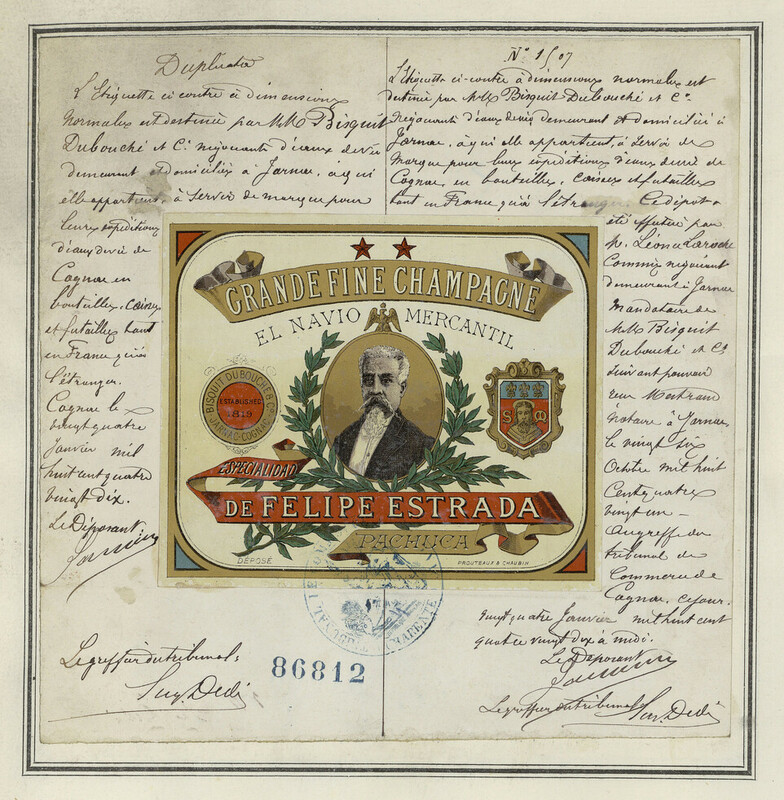 Duplicata
L'Etiquette ci contre à dimensions
normales est destinée par MM Bisquit
Dubouché et Cie négociants d'eaux de vie
demeurant et domiciliés à Jarnac, à qui
elle appartient, à servir de marque pour
leurs expéditions
d'eaux de vie de
Cognac en
bouteilles, caisses
et futailles tant
en France qu'à
l'étranger.
Cognac le
vingt quatre
Janvier mil
huit cent quatre
vingt dix.
Le Déposant
Le greffier du tribunal,
N° 1507
L'Etiquette ci-contre à dimensions normales est
destinée par MM Bisquit Dubouché et Cie
négociants d'eaux de vie demeurant et domiciliés à
Jarnac, à qui elle appartient, à servir de
marque pour leurs expéditions d'eaux de vie de
Cognac en bouteilles, caisses et futailles
tant en France qu'à l'étranger. Ce dépôt a
été effectué par
M. Léonce Laroche
Commis négociant
demeurant à Jarnac
Mandataire de
MM Bisquit
Dubouché et Cie
suivant pouvoir
reçu Mestreau
notaire à Jarnac
le vingt six
Octobre mil huit
Cent quatre
vingt un
au greffe du
tribunal de
Commerce de
Cognac, ce jour
vingt quatre Janvier mil huit cent
quatre vingt dix à midi.
Le Déposant
Le greffier du tribunal
GRANDE FINE CHAMPAGNE
EL NAVIO MERCANTIL
BISQUIT DUBOUCHÉ & Co
ESTABLISHED
1819
JARNAC-COGNAC
S
ESPECIALIDAD
DE FELIPE ESTRADA
PACHUCA
DÉPOSÉ
PROUTEAUX & CHAUBIN
86812